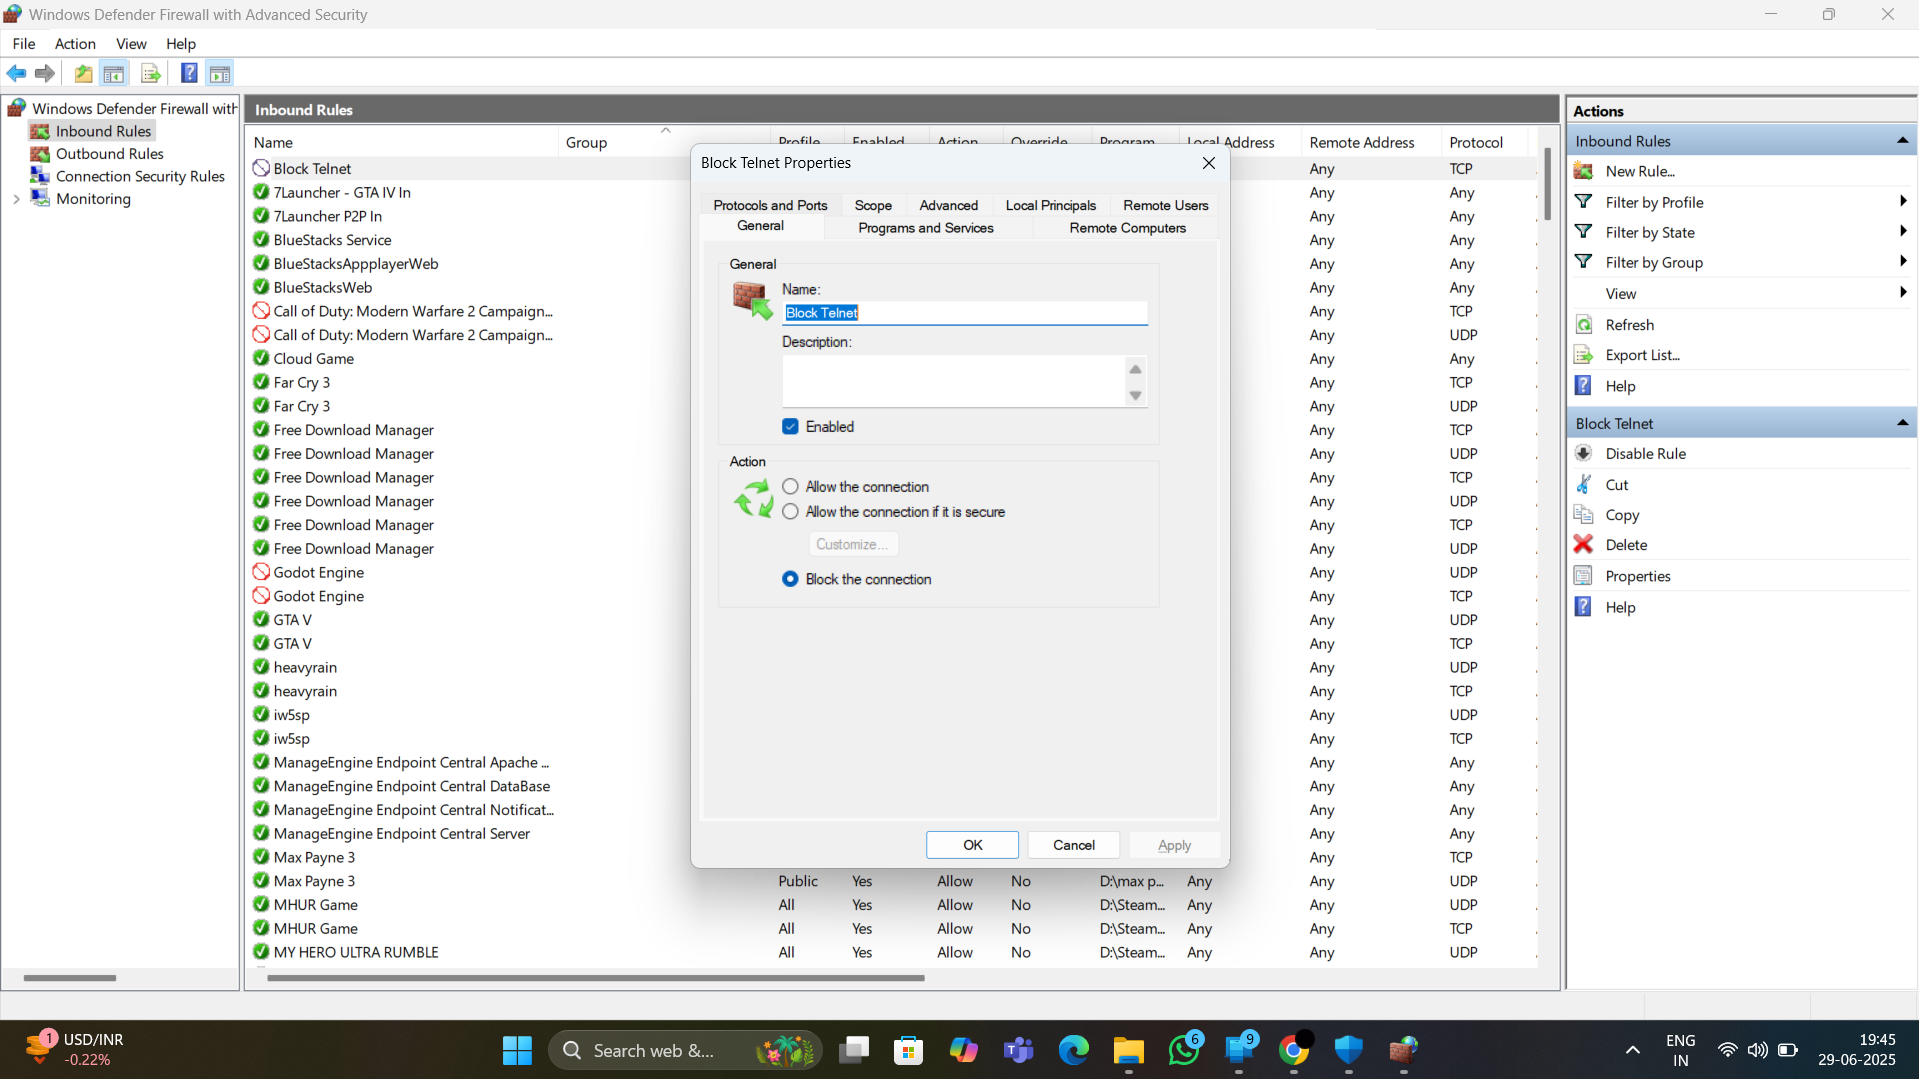 Windows Defender Firewall with Advanced Security
File Action View Help
Windows Defender Firewall with
Inbound Rules
Outbound Rules
Connection Security Rules
Monitoring
Inbound Rules
Name Group Profile Enabled Action Override Program Local Address Remote Address Protocol
Block Telnet Any TCP
7Launcher - GTA IV In Any Any
7Launcher P2P In Any Any
BlueStacks Service Any Any
BlueStacksAppplayerWeb Any Any
BlueStacksWeb Any Any
Call of Duty: Modern Warfare 2 Campaign... Any TCP
Call of Duty: Modern Warfare 2 Campaign... Any UDP
Cloud Game Any Any
Far Cry 3 Any TCP
Far Cry 3 Any UDP
Free Download Manager Any TCP
Free Download Manager Any UDP
Free Download Manager Any TCP
Free Download Manager Any UDP
Free Download Manager Any TCP
Free Download Manager Any UDP
Godot Engine Any UDP
Godot Engine Any TCP
GTA V Any UDP
GTA V Any TCP
heavyrain Any UDP
heavyrain Any TCP
iw5sp Any UDP
iw5sp Any TCP
ManageEngine Endpoint Central Apache ... Any Any
ManageEngine Endpoint Central DataBase Any Any
ManageEngine Endpoint Central Notificat... Any Any
ManageEngine Endpoint Central Server Any Any
Max Payne 3 Any TCP
Max Payne 3 Public Yes Allow No D:\max p... Any Any UDP
MHUR Game All Yes Allow No D:\Steam... Any Any UDP
MHUR Game All Yes Allow No D:\Steam... Any Any TCP
MY HERO ULTRA RUMBLE All Yes Allow No D:\Steam... Any Any UDP
Block Telnet Properties
Protocols and Ports Scope Advanced Local Principals Remote Users
General Programs and Services Remote Computers
General
Name:
Block Telnet
Description:
Enabled
Action
Allow the connection
Allow the connection if it is secure
Customize...
Block the connection
OK Cancel Apply
Actions
Inbound Rules
New Rule...
Filter by Profile
Filter by State
Filter by Group
View
Refresh
Export List...
Help
Block Telnet
Disable Rule
Cut
Copy
Delete
Properties
Help
1 USD/INR
-0.22%
Search web &...
6
9
ENG
IN
19:45
29-06-2025